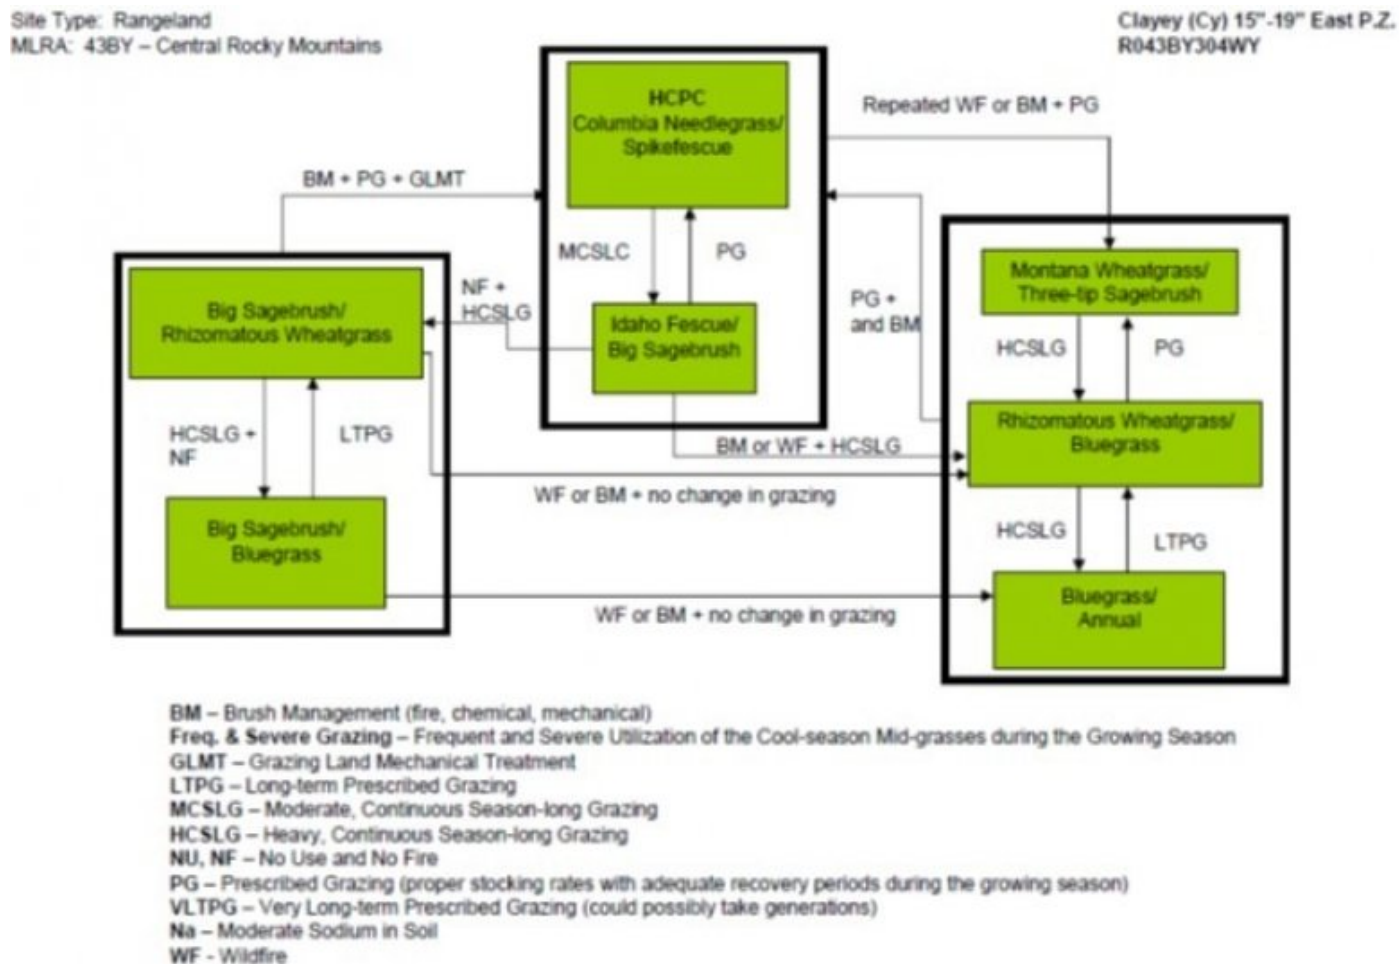 Site Type: Rangeland
MLRA: 43BY – Central Rocky Mountains
Clayey (Cy) 15"-19" East P.Z.
R043BY304WY
HCPC
Columbia Needlegrass/
Spikefescue
Repeated WF or BM + PG
BM + PG + GLMT
MCSLC
PG
NF +
HCSLG
Idaho Fescue/
Big Sagebrush
PG +
and BM
Montana Wheatgrass/
Three-tip Sagebrush
HCSLG
PG
Big Sagebrush/
Rhizomatous Wheatgrass
HCSLG +
NF
LTPG
BM or WF + HCSLG
Rhizomatous Wheatgrass/
Bluegrass
WF or BM + no change in grazing
HCSLG
LTPG
Big Sagebrush/
Bluegrass
WF or BM + no change in grazing
Bluegrass/
Annual
BM – Brush Management (fire, chemical, mechanical)
Freq. & Severe Grazing – Frequent and Severe Utilization of the Cool-season Mid-grasses during the Growing Season
GLMT – Grazing Land Mechanical Treatment
LTPG – Long-term Prescribed Grazing
MCSLG – Moderate, Continuous Season-long Grazing
HCSLG – Heavy, Continuous Season-long Grazing
NU, NF – No Use and No Fire
PG – Prescribed Grazing (proper stocking rates with adequate recovery periods during the growing season)
VLTPG – Very Long-term Prescribed Grazing (could possibly take generations)
Na – Moderate Sodium in Soil
WF - Wildfire